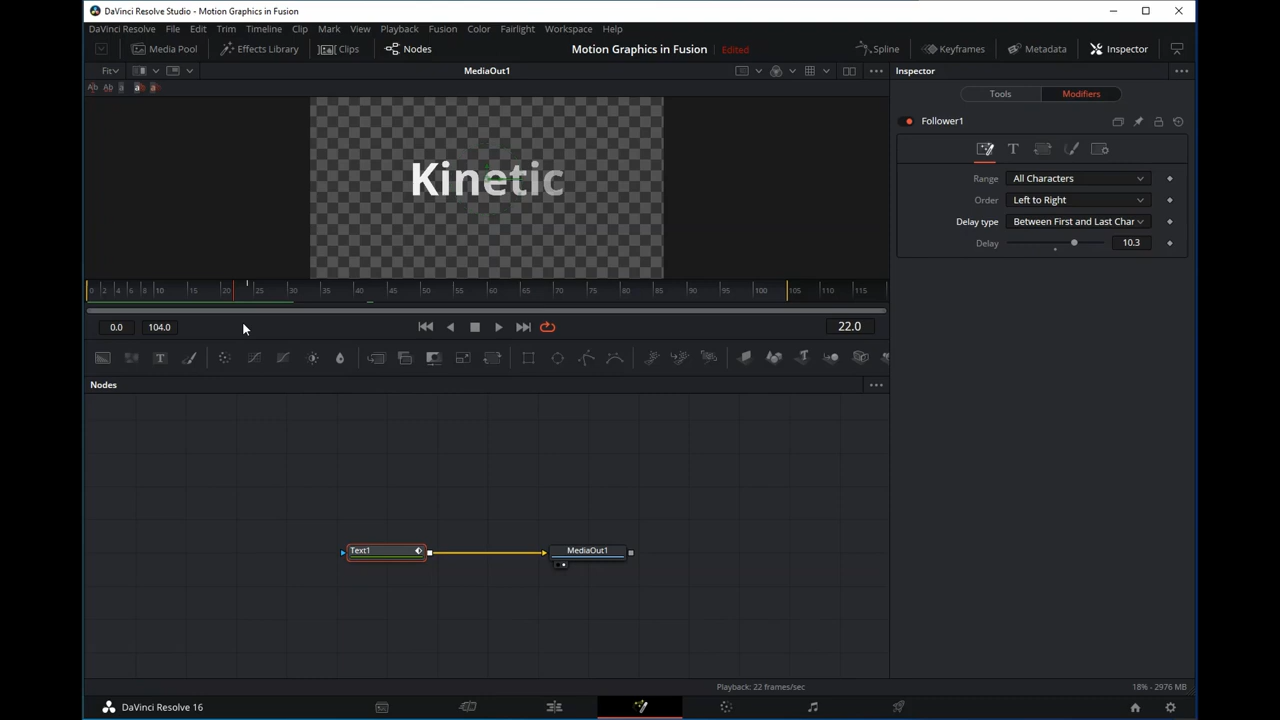 DaVinci Resolve Studio - Motion Graphics in Fusion
DaVinci Resolve File Edit Trim Timeline Clip Mark View Playback Fusion Color Fairlight Workspace Help
Media Pool Effects Library Clips Nodes Motion Graphics in Fusion Edited Spline Keyframes Metadata Inspector
Fit MediaOut1 Inspector
Tools Modifiers
Follower1
Range All Characters
Order Left to Right
Delay type Between First and Last Char
Delay 10.3
Kinetic
0 2 4 6 8 10 15 20 25 30 35 40 45 50 55 60 65 70 75 80 85 90 95 100 105 110 115
0.0 104.0 22.0
Nodes
Text1 MediaOut1
Playback: 22 frames/sec 18% - 2976 MB
DaVinci Resolve 16